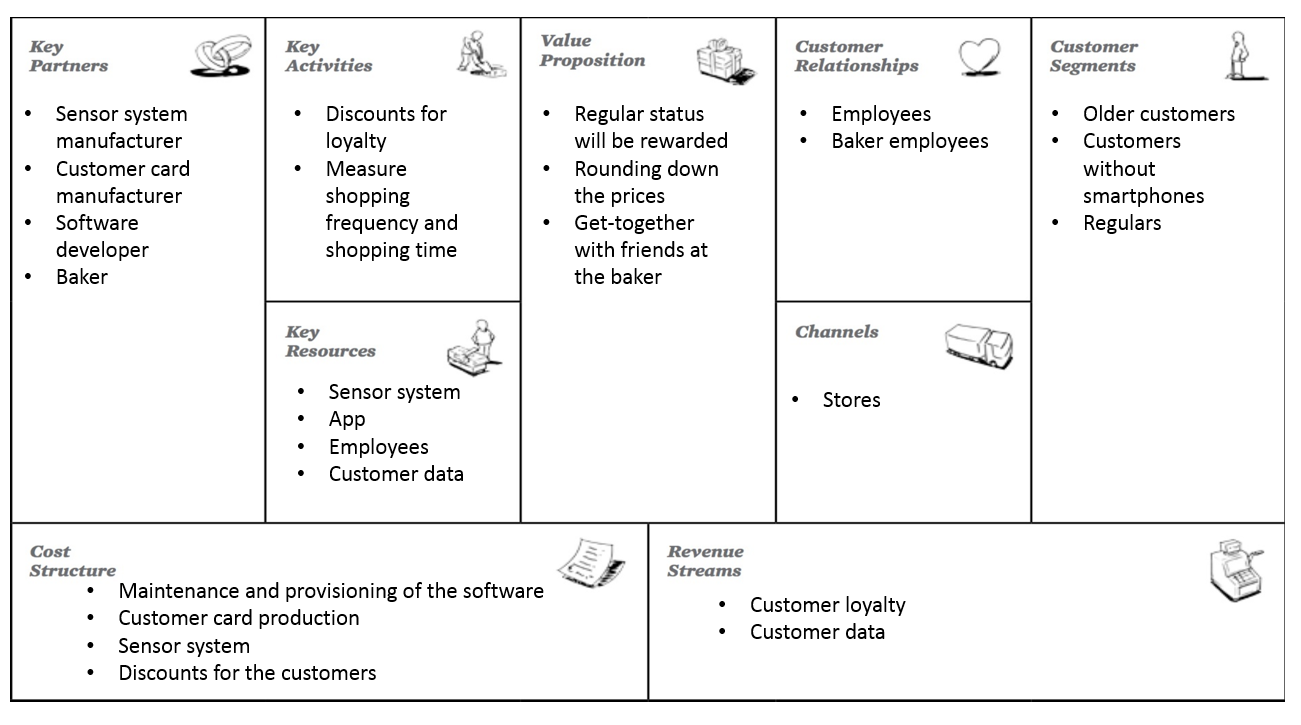 Key
Partners
• Sensor system
manufacturer
• Customer card
manufacturer
• Software
developer
• Baker
Key
Activities
• Discounts for
loyalty
• Measure
shopping
frequency and
shopping time
Key
Resources
• Sensor system
• App
• Employees
• Customer data
Value
Proposition
• Regular status
will be rewarded
• Rounding down
the prices
• Get-together
with friends at
the baker
Customer
Relationships
• Employees
• Baker employees
Channels
• Stores
Customer
Segments
• Older customers
• Customers
without
smartphones
• Regulars
Cost
Structure
• Maintenance and provisioning of the software
• Customer card production
• Sensor system
• Discounts for the customers
Revenue
Streams
• Customer loyalty
• Customer data